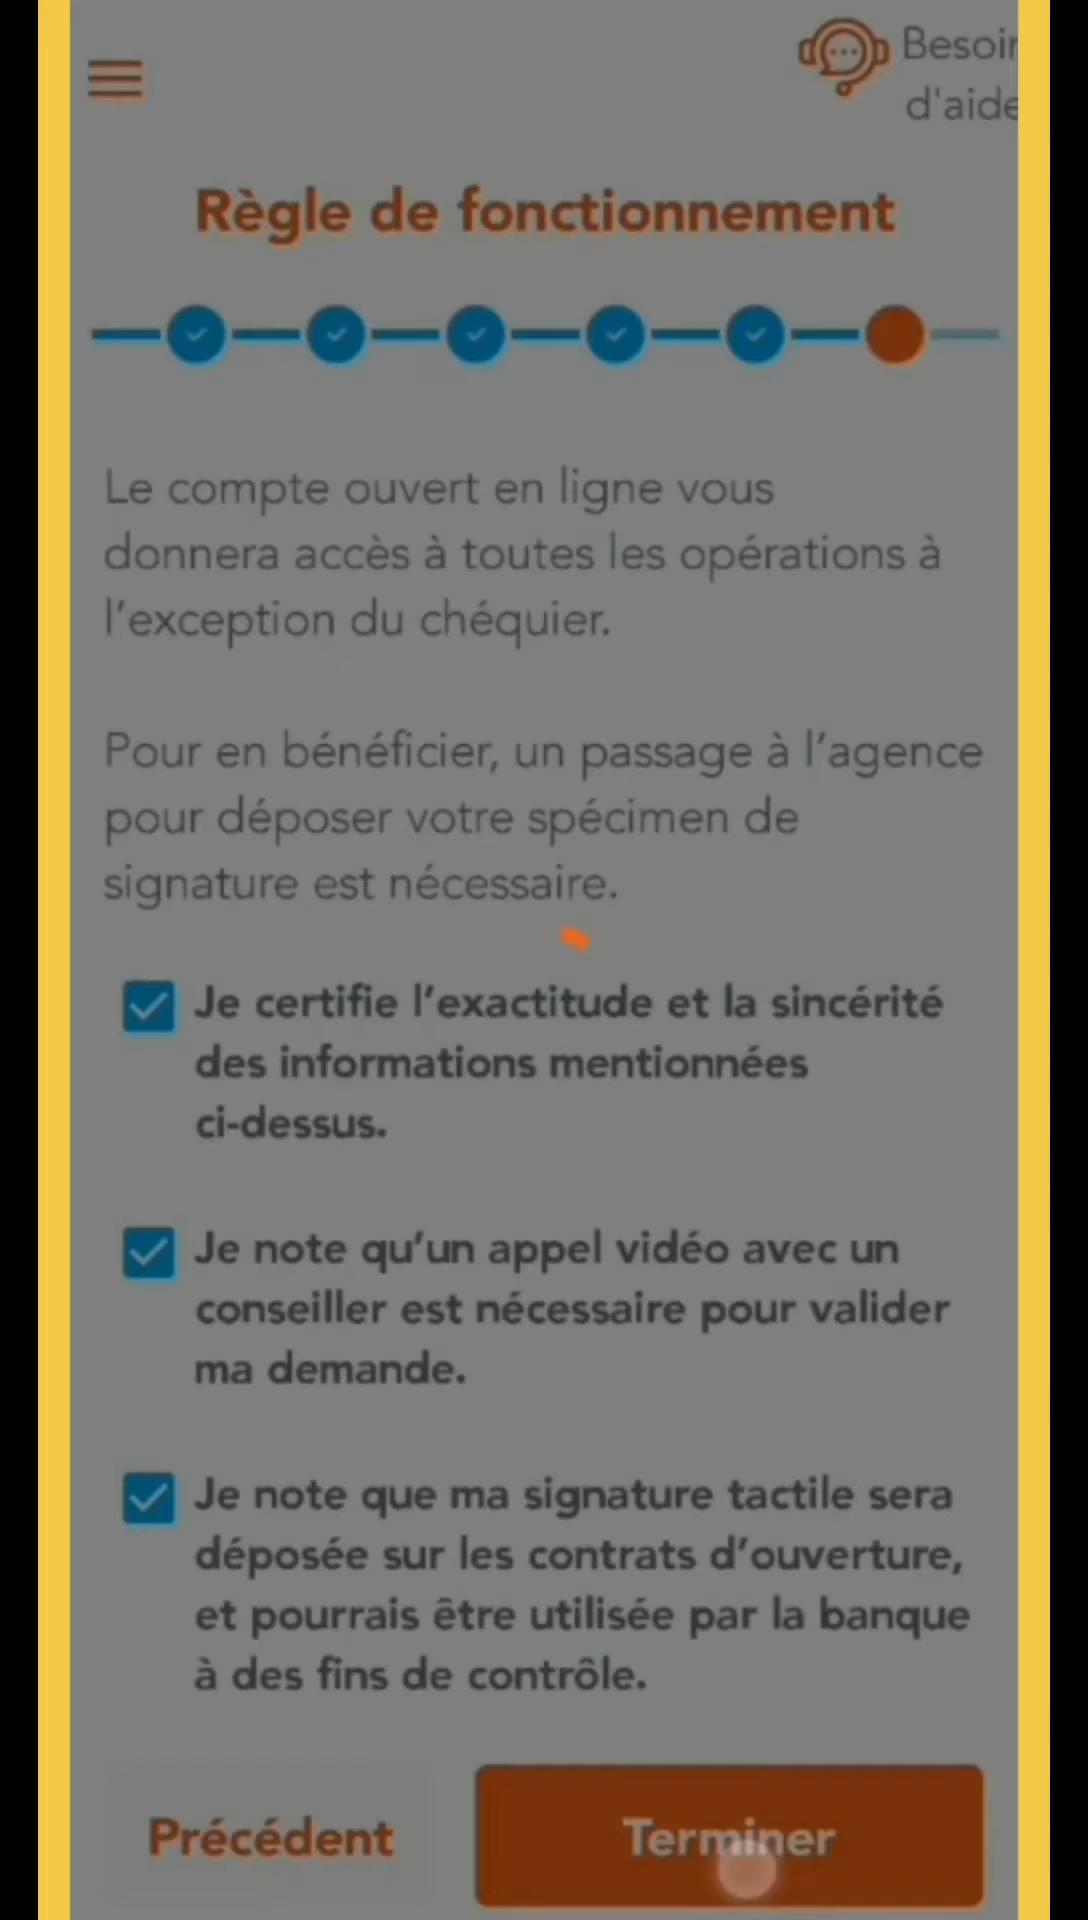 Besoin
d'aide
Règle de fonctionnement
Le compte ouvert en ligne vous
donnera accès à toutes les opérations à
l’exception du chéquier.
Pour en bénéficier, un passage à l’agence
pour déposer votre spécimen de
signature est nécessaire.
Je certifie l’exactitude et la sincérité
des informations mentionnées
ci-dessus.
Je note qu’un appel vidéo avec un
conseiller est nécessaire pour valider
ma demande.
Je note que ma signature tactile sera
déposée sur les contrats d’ouverture,
et pourrais être utilisée par la banque
à des fins de contrôle.
Précédent
Terminer